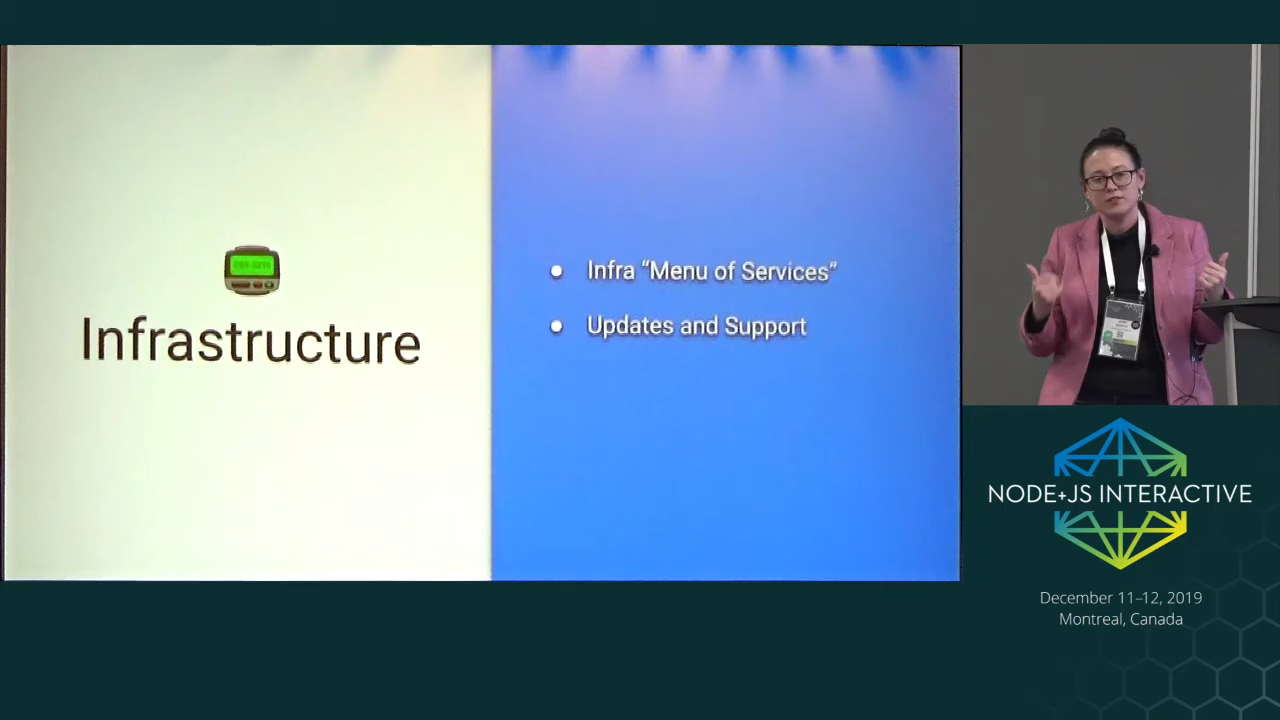 Infrastructure
Infra “Menu of Services”
Updates and Support
NODE+JS INTERACTIVE
December 11–12, 2019
Montreal, Canada